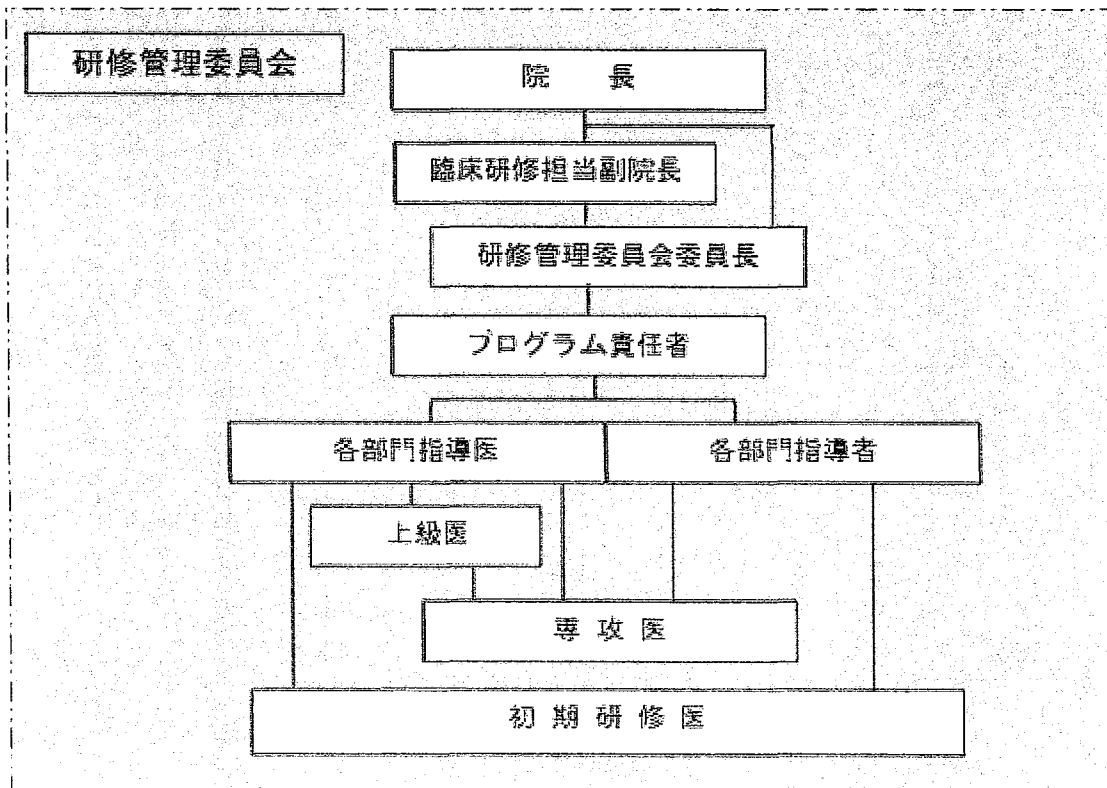 研修管理委員会
院　　長
臨床研修担当副院長
研修管理委員会委員長
プログラム責任者
各部門指導医
各部門指導者
上級医
専 攻 医
初 期 研 修 医